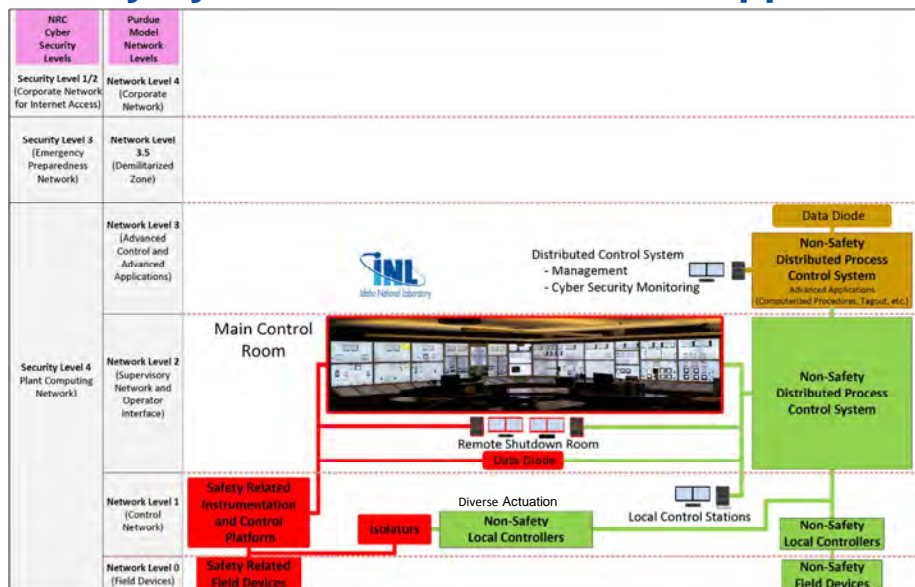 NRC
Cyber
Security
Levels
Purdue
Model
Network
Levels
Security Level 1/2
(Corporate Network
for Internet Access)
Network Level 4
(Corporate
Network)
Security Level 3
(Emergency
Preparedness
Network)
Network Level
3.5
(Demilitarized
Zone)
Security Level 4
Plant Computing
Network)
Network Level 3
(Advanced
Control and
Advanced
Applications)
INL
Idaho National Laboratory
Distributed Control System
- Management
- Cyber Security Monitoring
Data Diode
Non-Safety
Distributed Process
Control System
Advanced Applications
(Computerized Procedures, Tagout, etc.)
Network Level 2
(Supervisory
Network and
Operator
Interface)
Main Control
Room
Non-Safety
Distributed Process
Control System
Remote Shutdown Room
Data Diode
Network Level 1
(Control
Network)
Safety Related
Instrumentation
and Control
Platform
Isolators
Diverse Actuation
Non-Safety
Local Controllers
Local Control Stations
Non-Safety
Local Controllers
Network Level 0
(Field Devices)
Safety Related
Field Devices
Non-Safety
Field Devices